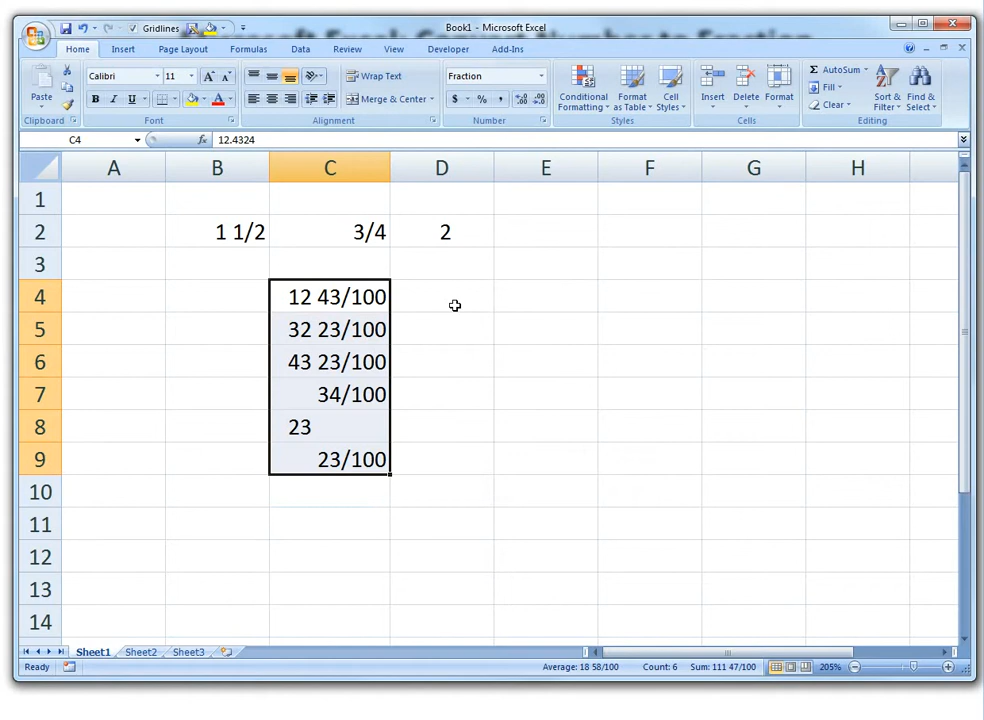 Book1 - Microsoft Excel
Gridlines
Home Insert Page Layout Formulas Data Review View Developer Add-Ins
Calibri 11 A A Wrap Text Fraction AutoSum
Paste B I U A Merge & Center $ % , .0 .00 .00 .0 Conditional Formatting Format as Table Cell Styles Insert Delete Format Fill Clear Sort & Filter Find & Select
Clipboard Font Alignment Number Styles Cells Editing
C4 fx 12.4324
A B C D E F G H
1
2 1 1/2 3/4 2
3
4 12 43/100
5 32 23/100
6 43 23/100
7 34/100
8 23
9 23/100
10
11
12
13
14
Sheet1 Sheet2 Sheet3
Ready Average: 18 58/100 Count: 6 Sum: 111 47/100 205%